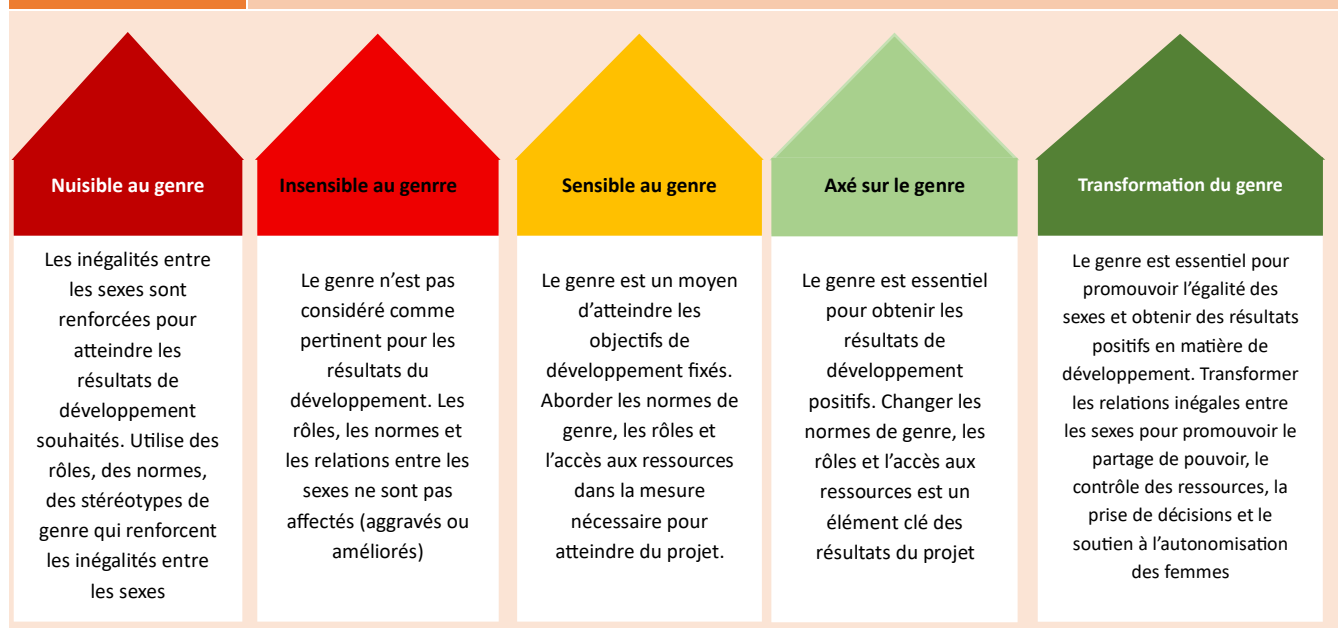 Nuisible au genre
Les inégalités entre
les sexes sont
renforcées pour
atteindre les
résultats de
développement
souhaités. Utilise des
rôles, des normes,
des stéréotypes de
genre qui renforcent
les inégalités entre
les sexes
Insensible au genrre
Le genre n’est pas
considéré comme
pertinent pour les
résultats du
développement. Les
rôles, les normes et
les relations entre les
sexes ne sont pas
affectés (aggravés ou
améliorés)
Sensible au genre
Le genre est un moyen
d’atteindre les
objectifs de
développement fixés.
Aborder les normes de
genre, les rôles et
l’accès aux ressources
dans la mesure
nécessaire pour
atteindre du projet.
Axé sur le genre
Le genre est essentiel
pour obtenir les
résultats de
développement
positifs. Changer les
normes de genre, les
rôles et l’accès aux
ressources est un
élément clé des
résultats du projet
Transformation du genre
Le genre est essentiel pour
promouvoir l’égalité des
sexes et obtenir des résultats
positifs en matière de
développement. Transformer
les relations inégales entre
les sexes pour promouvoir le
partage de pouvoir, le
contrôle des ressources, la
prise de décisions et le
soutien à l’autonomisation
des femmes